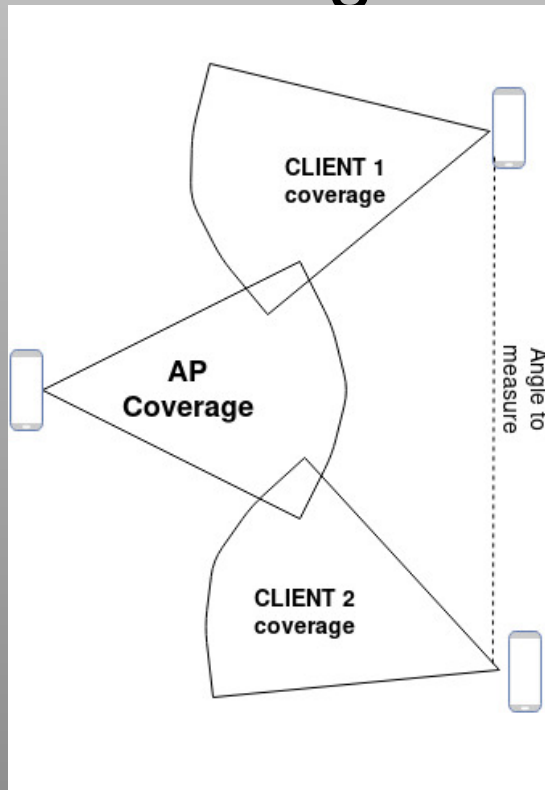 CLIENT 1
coverage
AP
Coverage
Angle to
measure
CLIENT 2
coverage